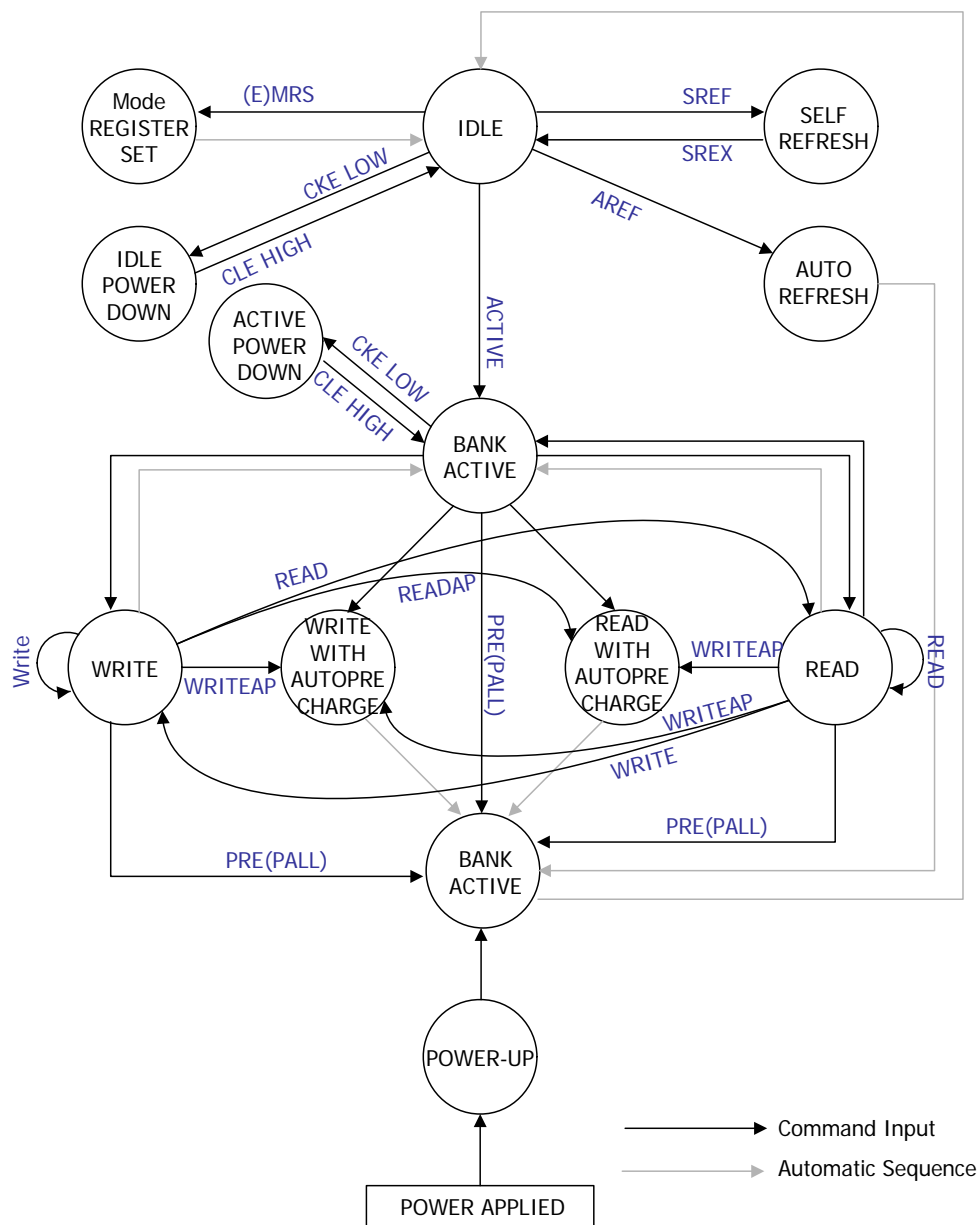 (E)MRS
SREF
Mode
REGISTER
SET
IDLE
SELF
REFRESH
SREX
CKE LOW
AREF
CLE HIGH
IDLE
POWER
DOWN
AUTO
REFRESH
ACTIVE
ACTIVE
POWER
DOWN
CKE LOW
CLE HIGH
BANK
ACTIVE
READ
READAP
PRE(PALL)
Write
WRITE
WRITEAP
WRITE
WITH
AUTOPRE
CHARGE
READ
WITH
AUTOPRE
CHARGE
WRITEAP
READ
READ
WRITEAP
WRITE
PRE(PALL)
PRE(PALL)
BANK
ACTIVE
POWER-UP
POWER APPLIED
Command Input
Automatic Sequence